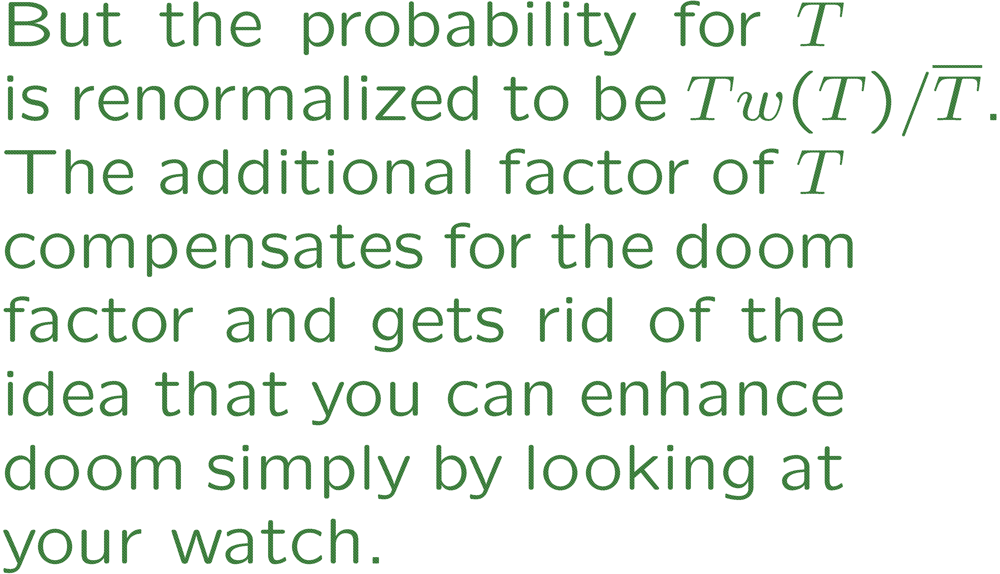 But the probability for $T$
is renormalized to be $Tw(T)/\overline{T}$.
The additional factor of $T$
compensates for the doom
factor and gets rid of the
idea that you can enhance
doom simply by looking at
your watch.